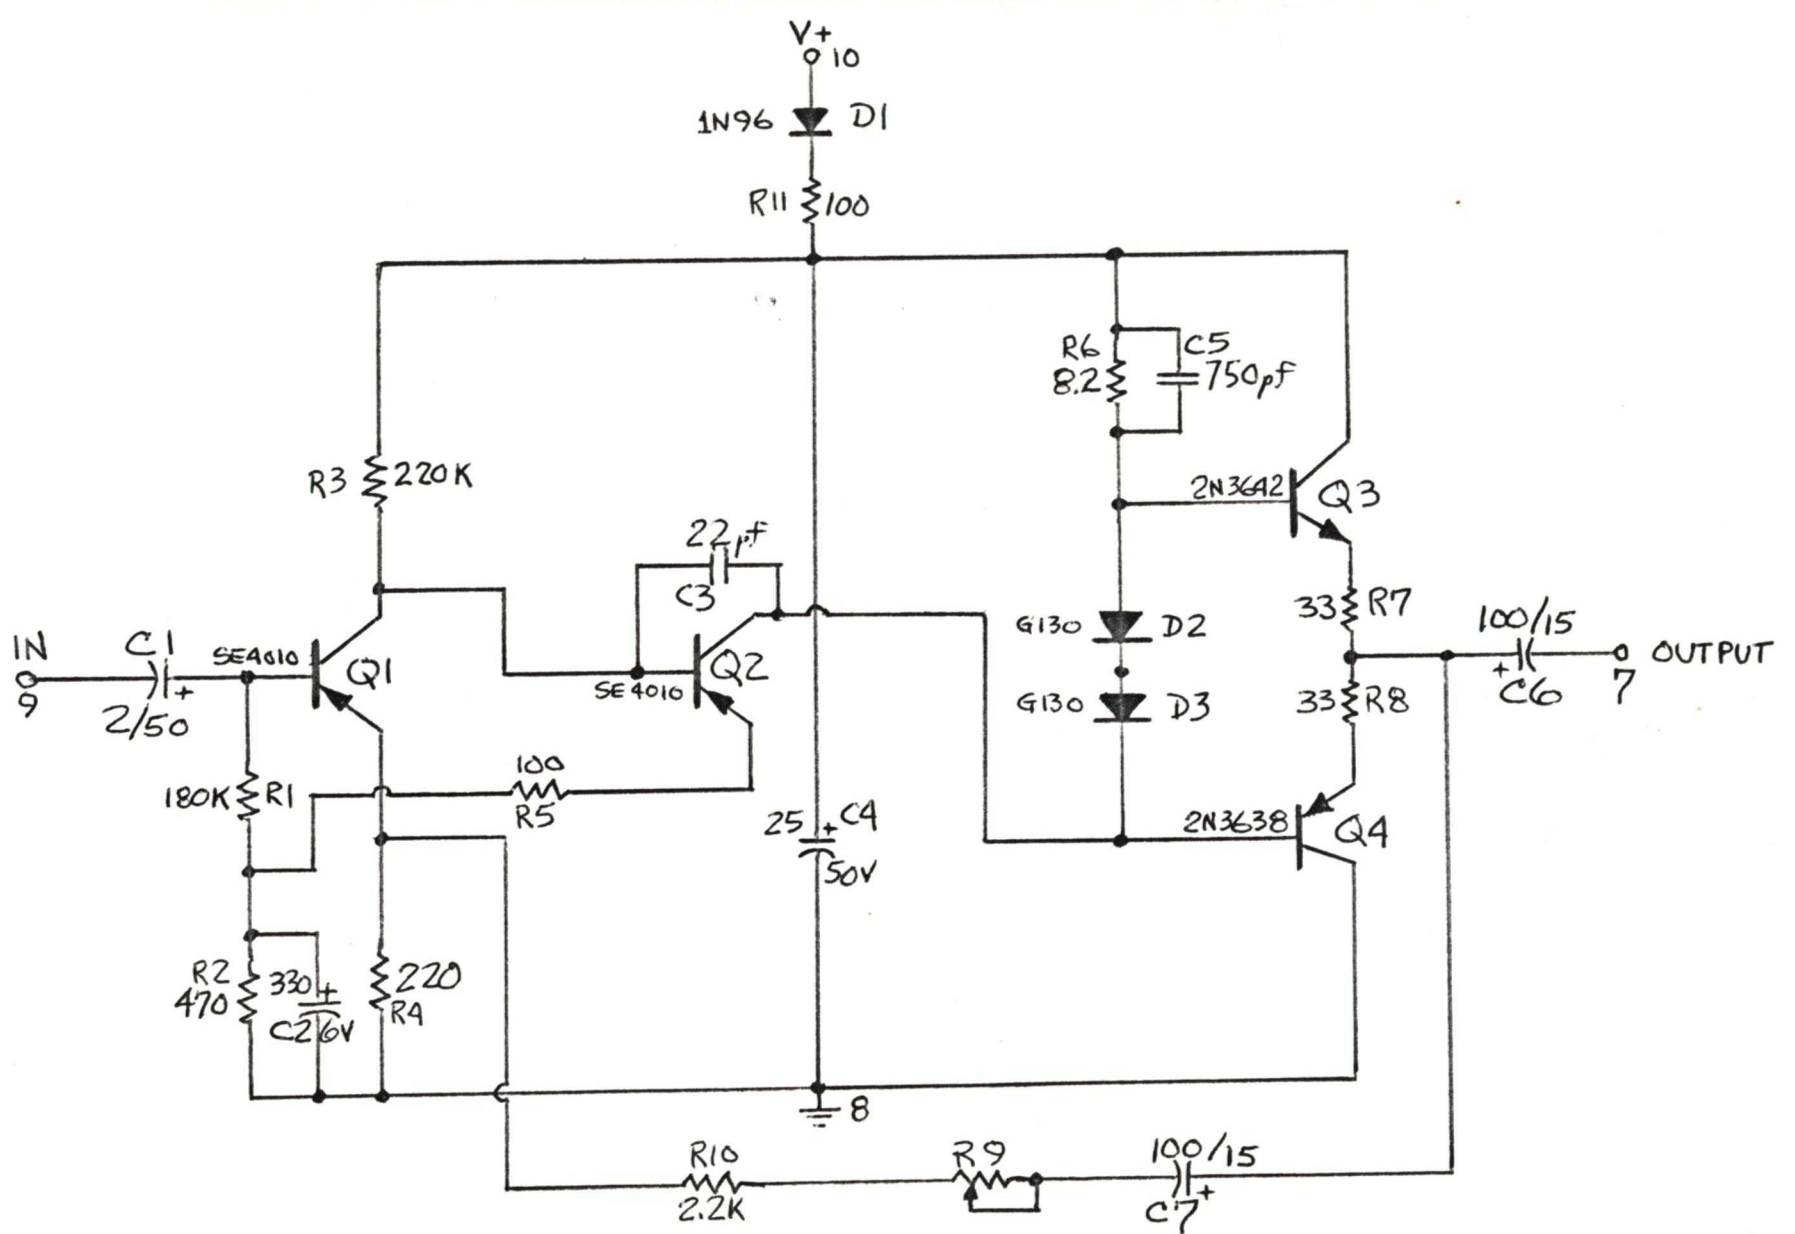 V+
10
1N96 D1
R11 100
R6
8.2
C5
750pf
R3 220K
2N3642 Q3
22pf
C3
33 R7
G130 D2
100/15
IN
C1
SE4010 Q1
Q2
SE4010
OUTPUT
9
2/50
+
G130 D3
33 R8
+
C6
7
180K R1
100
R5
25 + C4
50V
2N3638 Q4
R2
470
330 +
C2 6V
220
R4
8
R10
2.2K
R9
100/15
C7 +